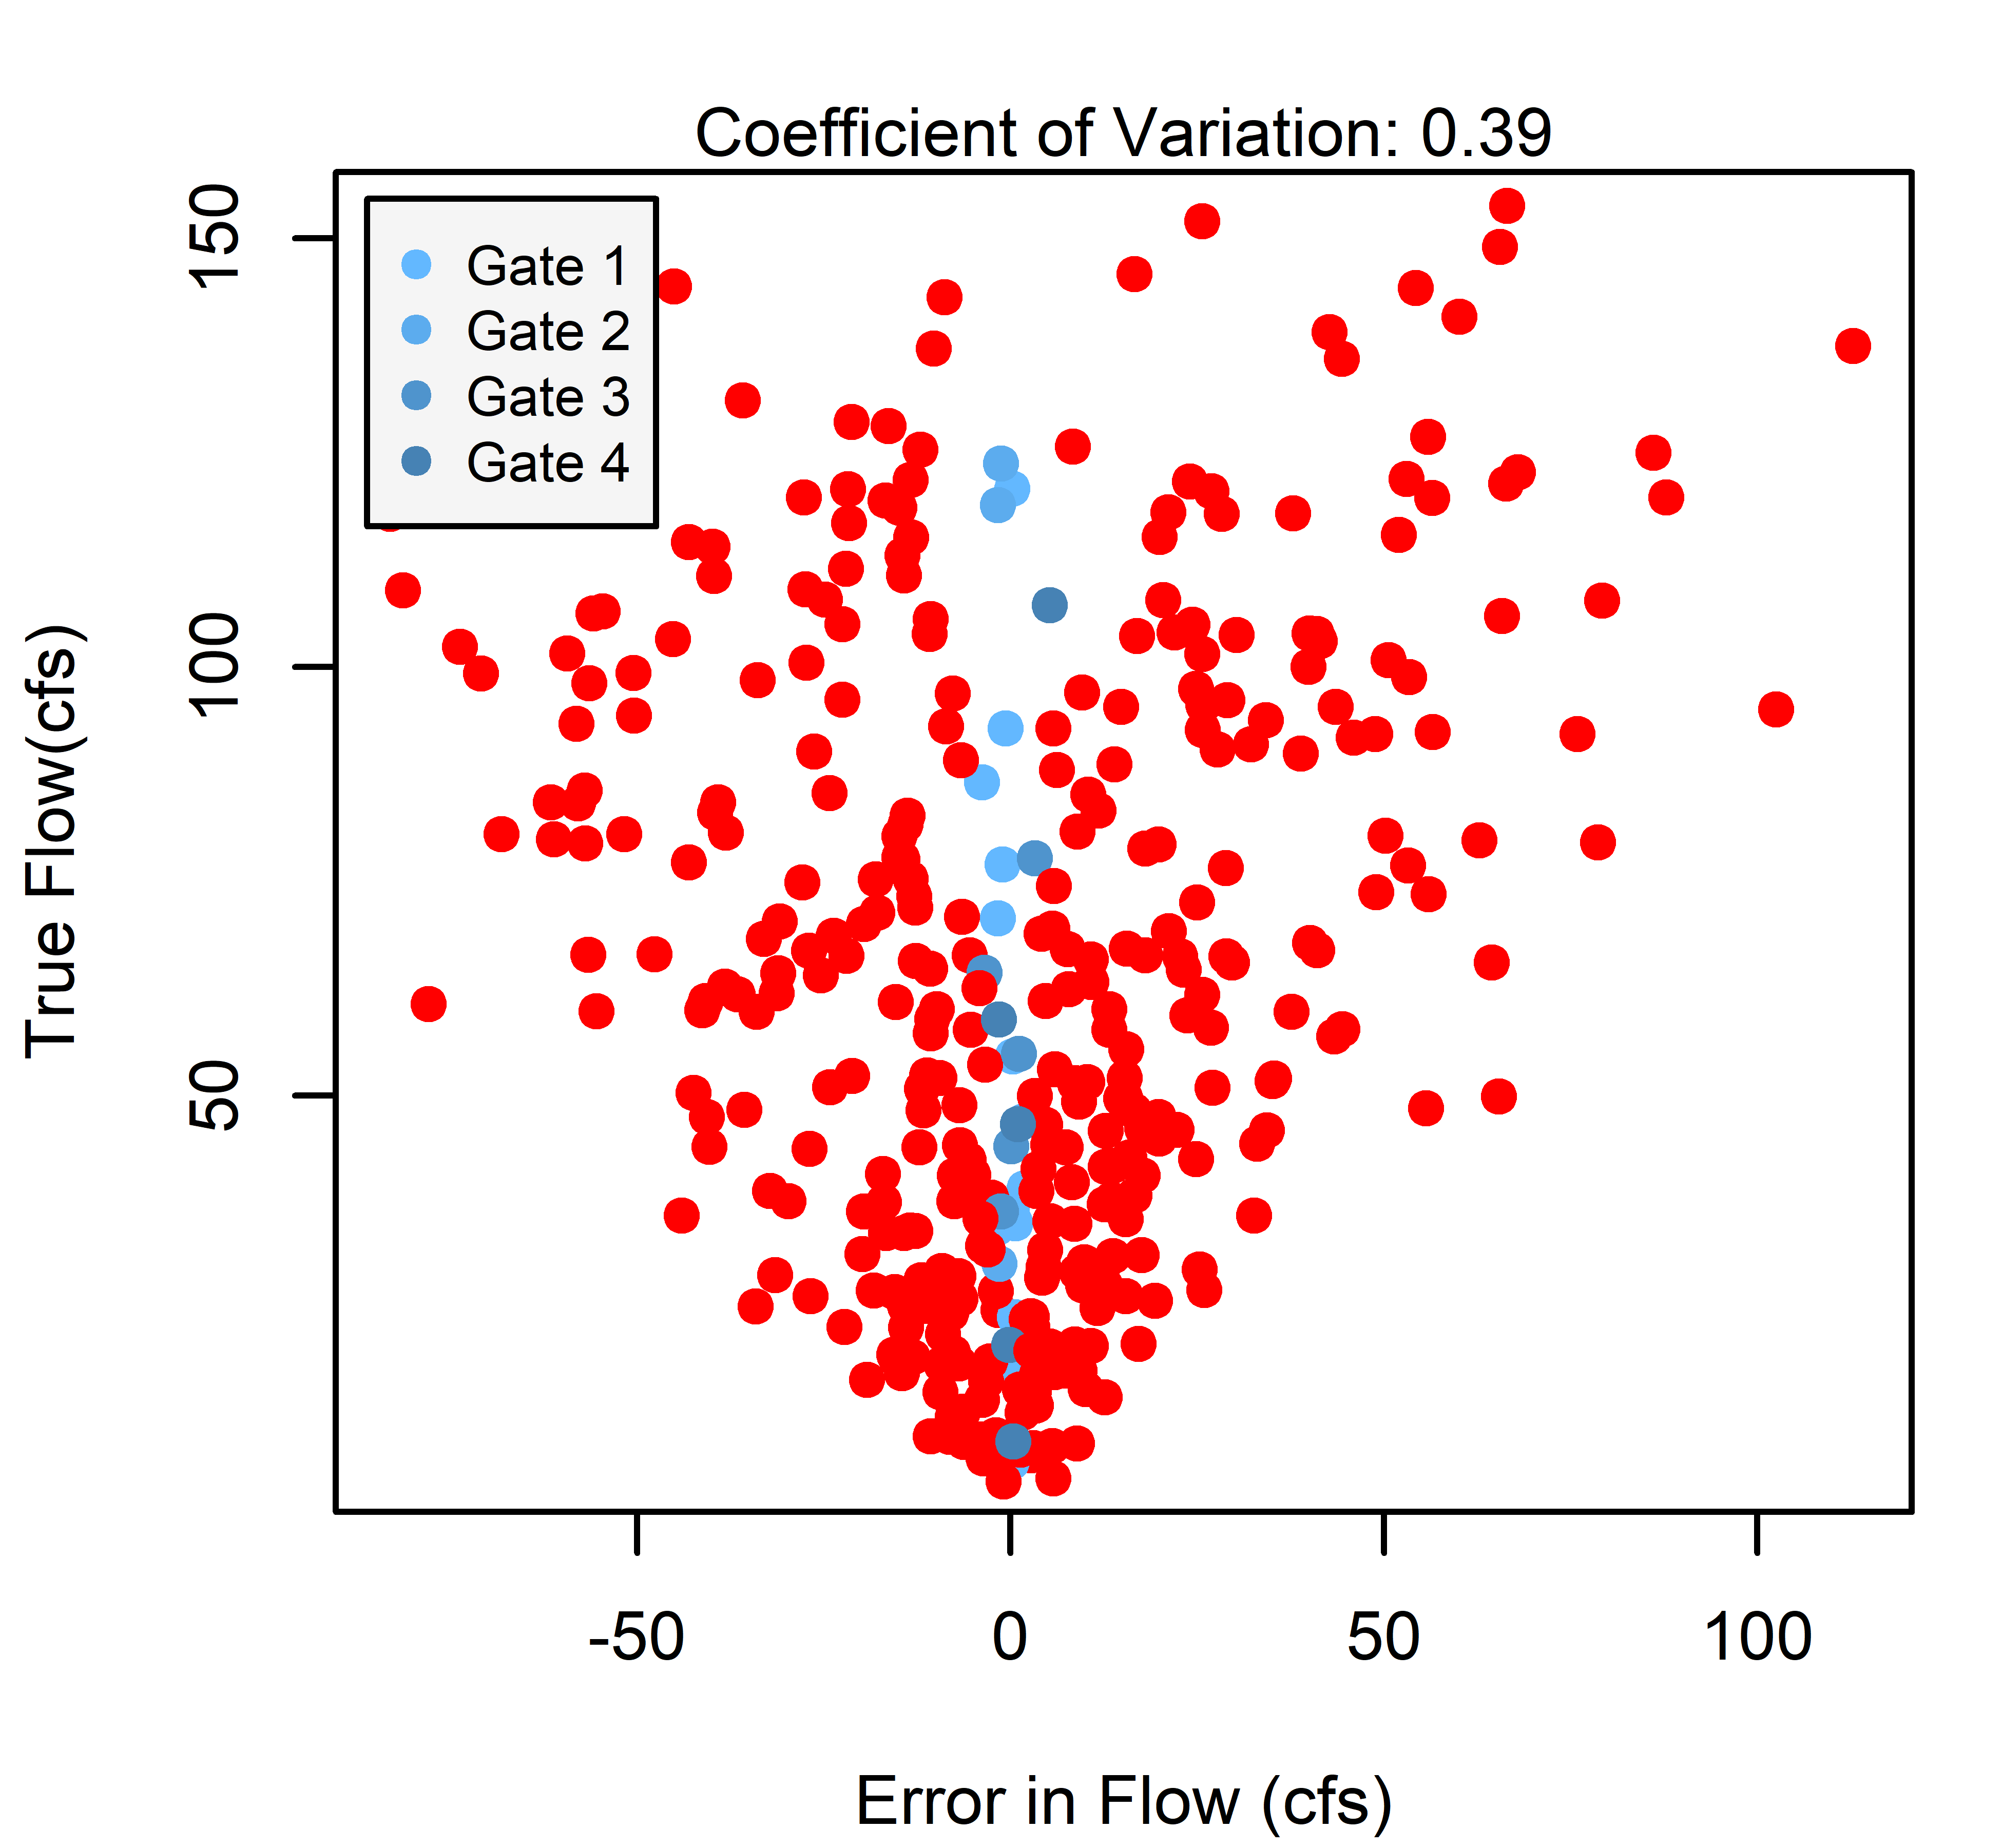 Coefficient of Variation: 0.39
Gate 1
Gate 2
Gate 3
Gate 4
150
100
50
True Flow(cfs)
-50 0 50 100
Error in Flow (cfs)